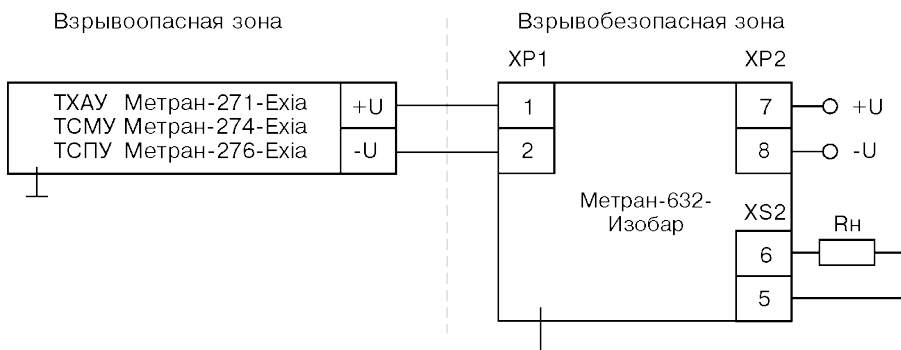 Взрывоопасная зона
Взрывобезопасная зона
XP1
XP2
ТХАУ Метран-271-Exia
ТСМУ Метран-274-Exia
ТСПУ Метран-276-Exia
+U
-U
1
2
7
8
+U
-U
Метран-632-
Изобар
XS2
6
5
Rн